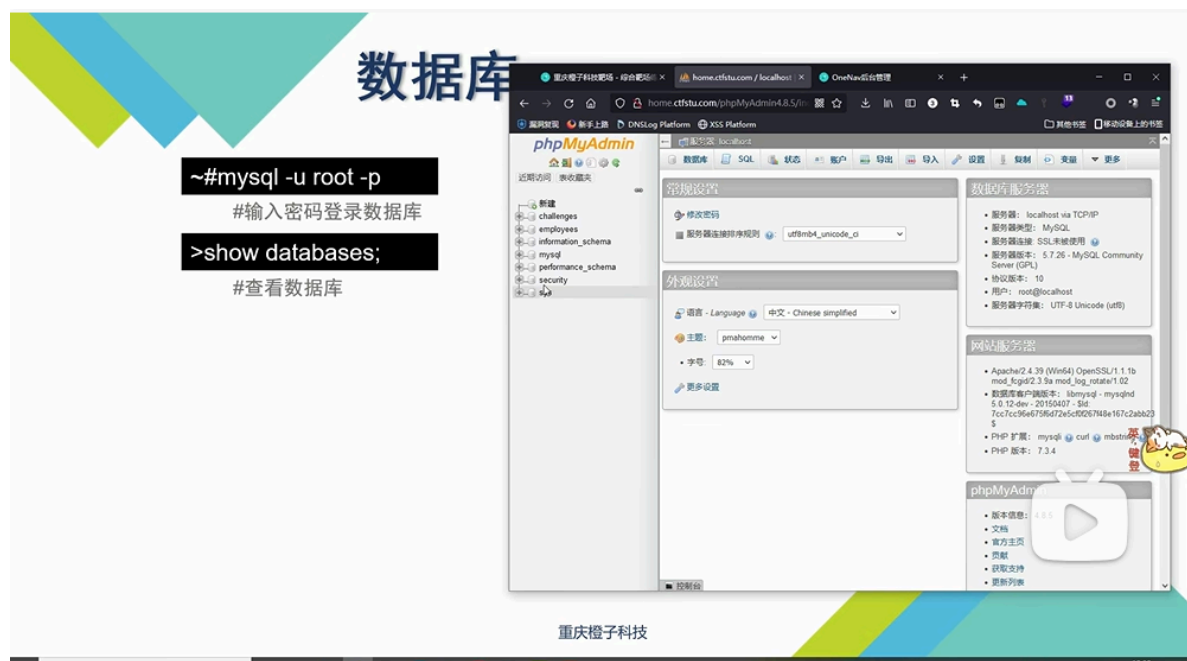 数据库
~#mysql -u root -p
#输入密码登录数据库
>show databases;
#查看数据库
重庆橙子科技靶场 - 综合靶场
home.ctfstu.com / localhost
OneNav后台管理
home.ctfstu.com/phpMyAdmin4.8.5/in
漏洞复现 新手上路 DNSLog Platform XSS Platform
其他书签 移动设备上的书签
phpMyAdmin
近期访问 表收藏夹
新建
challenges
employees
information_schema
mysql
performance_schema
security
服务器: localhost
数据库 SQL 状态 账户 导出 导入 设置 复制 变量 更多
常规设置
修改密码
服务器连接排序规则 : utf8mb4_unicode_ci
外观设置
语言 - Language 中文 - Chinese simplified
主题: pmahomme
字号: 82%
更多设置
数据库服务器
服务器: localhost via TCP/IP
服务器类型: MySQL
服务器连接: SSL未被使用
服务器版本: 5.7.26 - MySQL Community
Server (GPL)
协议版本: 10
用户: root@localhost
服务器字符集: UTF-8 Unicode (utf8)
网站服务器
Apache/2.4.39 (Win64) OpenSSL/1.1.1b
mod_fcgid/2.3.9a mod_log_rotate/1.02
数据库客户端版本: libmysql - mysqlnd
5.0.12-dev - 20150407 - $Id:
$
PHP 扩展: mysqli curl mbstring
PHP 版本: 7.3.4
英
键
登
phpMyAdmin
版本信息: 4.8.5
文档
官方主页
贡献
获取支持
更新列表
控制台
重庆橙子科技